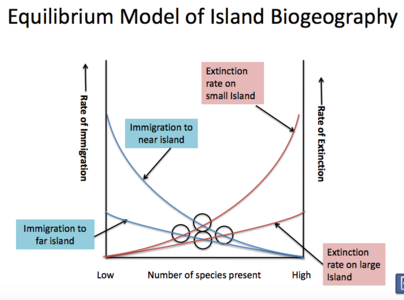 Equilibrium Model of Island Biogeography
Extinction
rate on
small Island
Rate of Immigration
Rate of Extinction
Immigration to
near island
Immigration to
far island
Extinction
rate on large
Island
Low
Number of species present
High